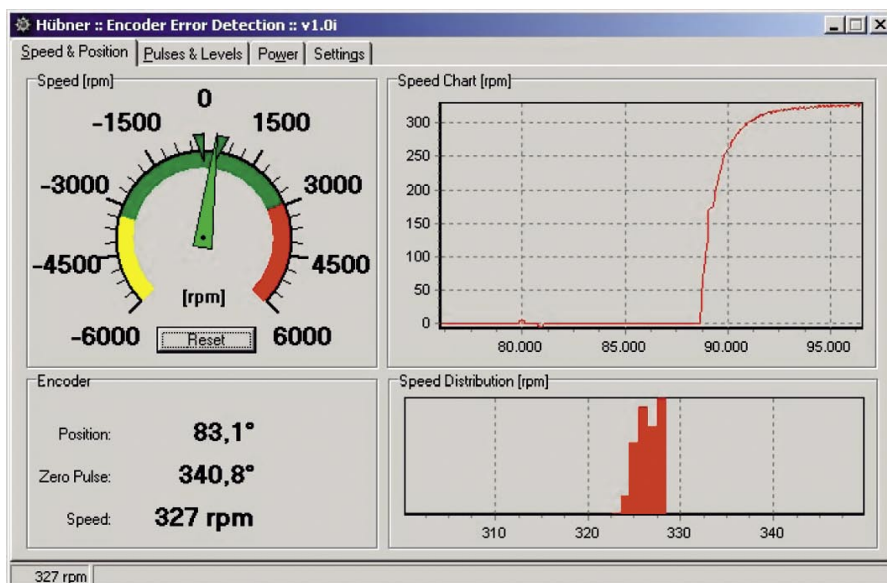 Hübner :: Encoder Error Detection :: v1.0i
Speed & Position Pulses & Levels Power Settings
Speed [rpm]
0
-1500 1500
-3000 3000
-4500 4500
-6000 6000
[rpm]
Reset
Speed Chart [rpm]
300
250
200
150
100
50
0
80.000 85.000 90.000 95.000
Encoder
Position: 83,1°
Zero Pulse: 340,8°
Speed: 327 rpm
Speed Distribution [rpm]
310 320 330 340
327 rpm